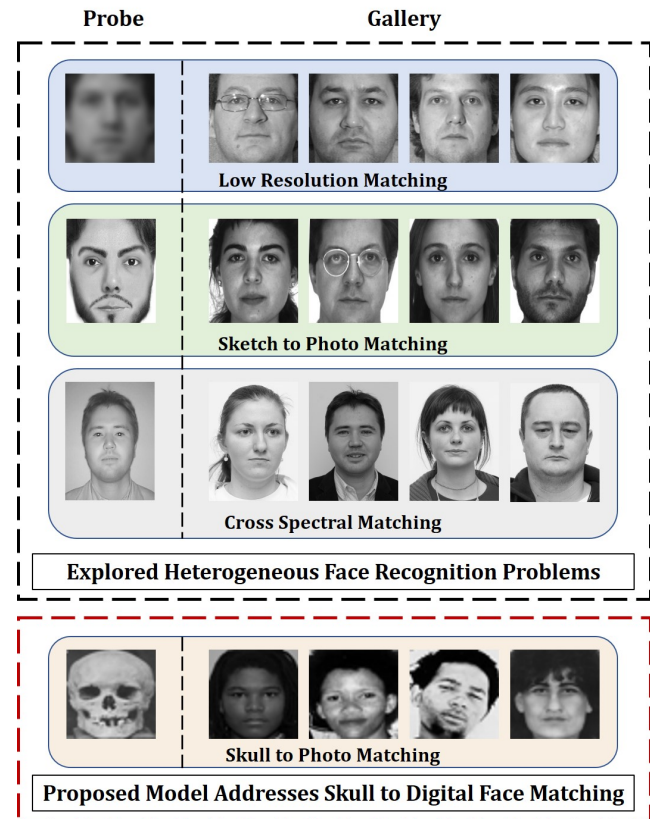 Probe
Gallery
Low Resolution Matching
Sketch to Photo Matching
Cross Spectral Matching
Explored Heterogeneous Face Recognition Problems
Skull to Photo Matching
Proposed Model Addresses Skull to Digital Face Matching